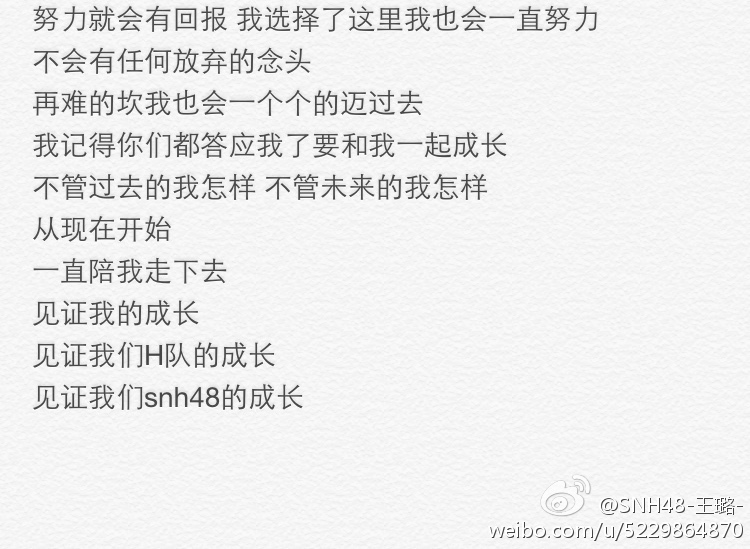 努力就会有回报 我选择了这里我也会一直努力
不会有任何放弃的念头
再难的坎我也会一个个的迈过去
我记得你们都答应我了要和我一起成长
不管过去的我怎样 不管未来的我怎样
从现在开始
一直陪我走下去
见证我的成长
见证我们H队的成长
见证我们snh48的成长
@SNH48-王璐-
weibo.com/u/5229864870